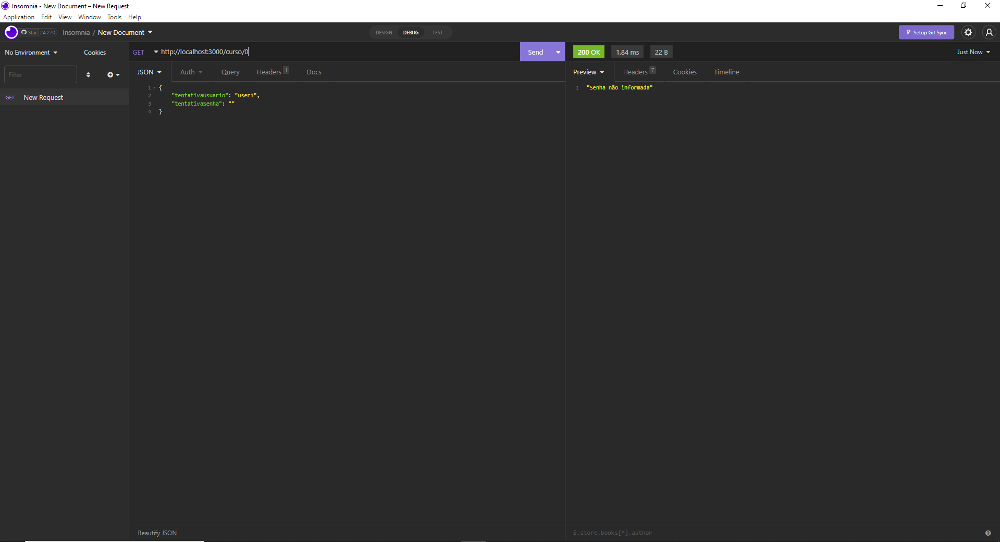 Insomnia - New Document – New Request
Application Edit View Window Tools Help
Star 24.270 Insomnia / New Document DESIGN DEBUG TEST Setup Git Sync
No Environment Cookies
Filter
GET New Request
GET http://localhost:3000/curso/0 Send
JSON Auth Query Headers 1 Docs
1 {
2 "tentativaUsuario": "user1",
3 "tentativaSenha": ""
4 }
Beautify JSON
200 OK 1.84 ms 22 B Just Now
Preview Headers 7 Cookies Timeline
1 "Senha não informada"
$.store.books[*].author